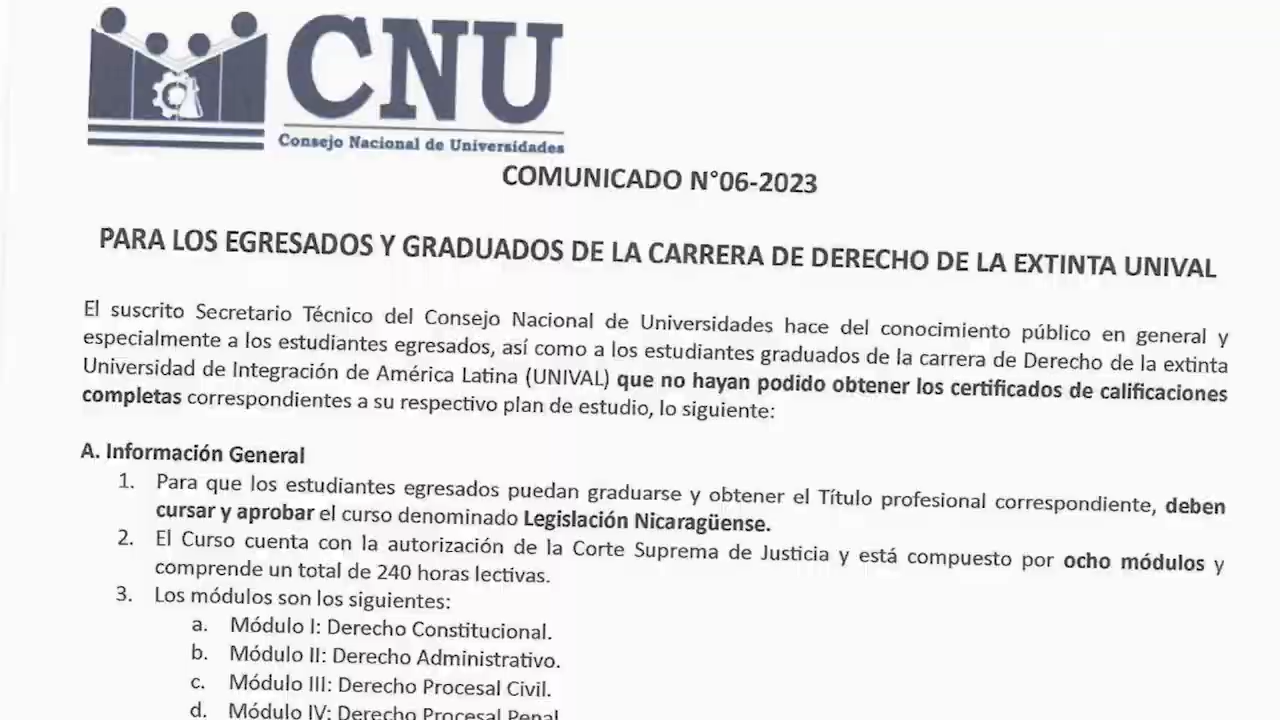 CNU
Consejo Nacional de Universidades
COMUNICADO N°06-2023
PARA LOS EGRESADOS Y GRADUADOS DE LA CARRERA DE DERECHO DE LA EXTINTA UNIVAL
El suscrito Secretario Técnico del Consejo Nacional de Universidades hace del conocimiento público en general y
especialmente a los estudiantes egresados, así como a los estudiantes graduados de la carrera de Derecho de la extinta
Universidad de Integración de América Latina (UNIVAL) que no hayan podido obtener los certificados de calificaciones
completas correspondientes a su respectivo plan de estudio, lo siguiente:
A. Información General
1. Para que los estudiantes egresados puedan graduarse y obtener el Título profesional correspondiente, deben
cursar y aprobar el curso denominado Legislación Nicaragüense.
2. El Curso cuenta con la autorización de la Corte Suprema de Justicia y está compuesto por ocho módulos y
comprende un total de 240 horas lectivas.
3. Los módulos son los siguientes:
a. Módulo I: Derecho Constitucional.
b. Módulo II: Derecho Administrativo.
c. Módulo III: Derecho Procesal Civil.
d. Módulo IV: Derecho Procesal Penal